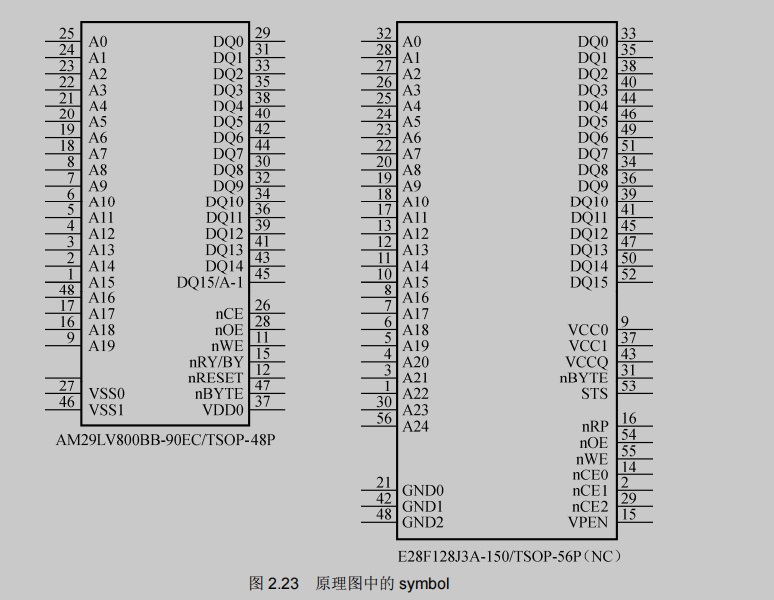 25 A0 DQ0 29
24 A1 DQ1 31
23 A2 DQ2 33
22 A3 DQ3 35
21 A4 DQ4 38
20 A5 DQ5 40
19 A6 DQ6 42
18 A7 DQ7 44
8 A8 DQ8 30
7 A9 DQ9 32
6 A10 DQ10 34
5 A11 DQ11 36
4 A12 DQ12 39
3 A13 DQ13 41
2 A14 DQ14 43
1 A15 DQ15/A-1 45
48 A16
17 A17 nCE 26
16 A18 nOE 28
9 A19 nWE 11
nRY/BY 15
nRESET 12
27 VSS0 nBYTE 47
46 VSS1 VDD0 37
AM29LV800BB-90EC/TSOP-48P
32 A0 DQ0 33
28 A1 DQ1 35
27 A2 DQ2 38
26 A3 DQ3 40
25 A4 DQ4 44
24 A5 DQ5 46
23 A6 DQ6 49
22 A7 DQ7 51
20 A8 DQ8 34
19 A9 DQ9 36
18 A10 DQ10 39
17 A11 DQ11 41
13 A12 DQ12 45
12 A13 DQ13 47
11 A14 DQ14 50
10 A15 DQ15 52
8 A16
7 A17
6 A18 VCC0 9
5 A19 VCC1 37
4 A20 VCCQ 43
3 A21 nBYTE 31
1 A22 STS 53
30 A23
56 A24 nRP 16
nOE 54
nWE 55
nCE0 14
21 GND0 nCE1 2
42 GND1 nCE2 29
48 GND2 VPEN 15
E28F128J3A-150/TSOP-56P(NC)
图 2.23 原理图中的 symbol